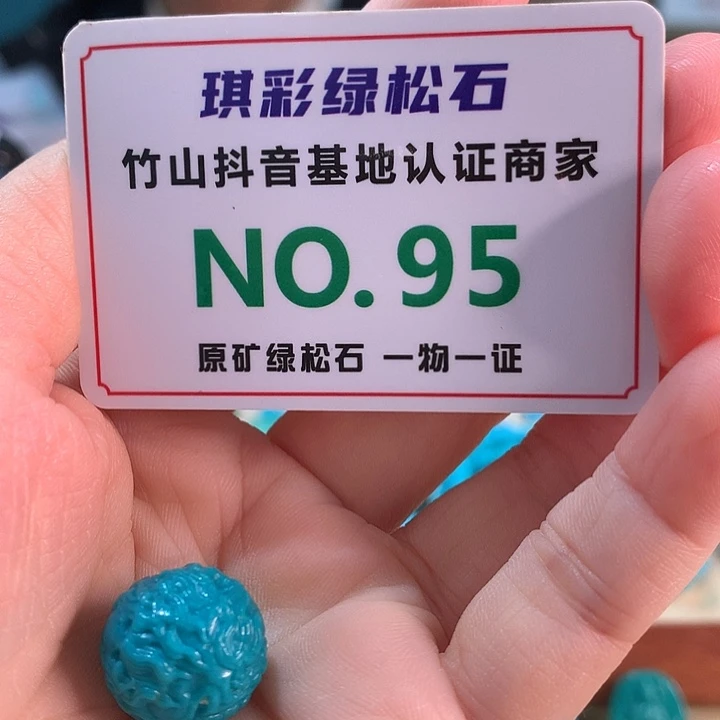 琪彩绿松石
竹山抖音基地认证商家
NO.95
原矿绿松石 一物一证